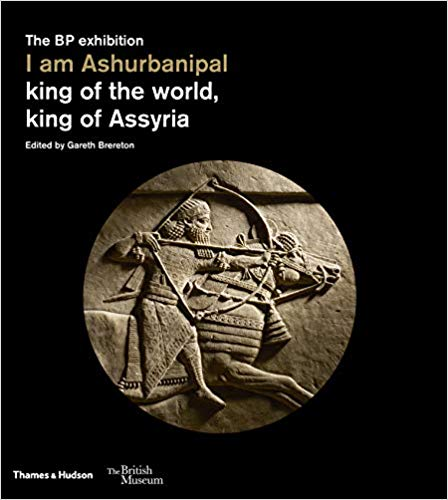 The BP exhibition
I am Ashurbanipal
king of the world,
king of Assyria
Edited by Gareth Brereton
Thames & Hudson
The British
Museum